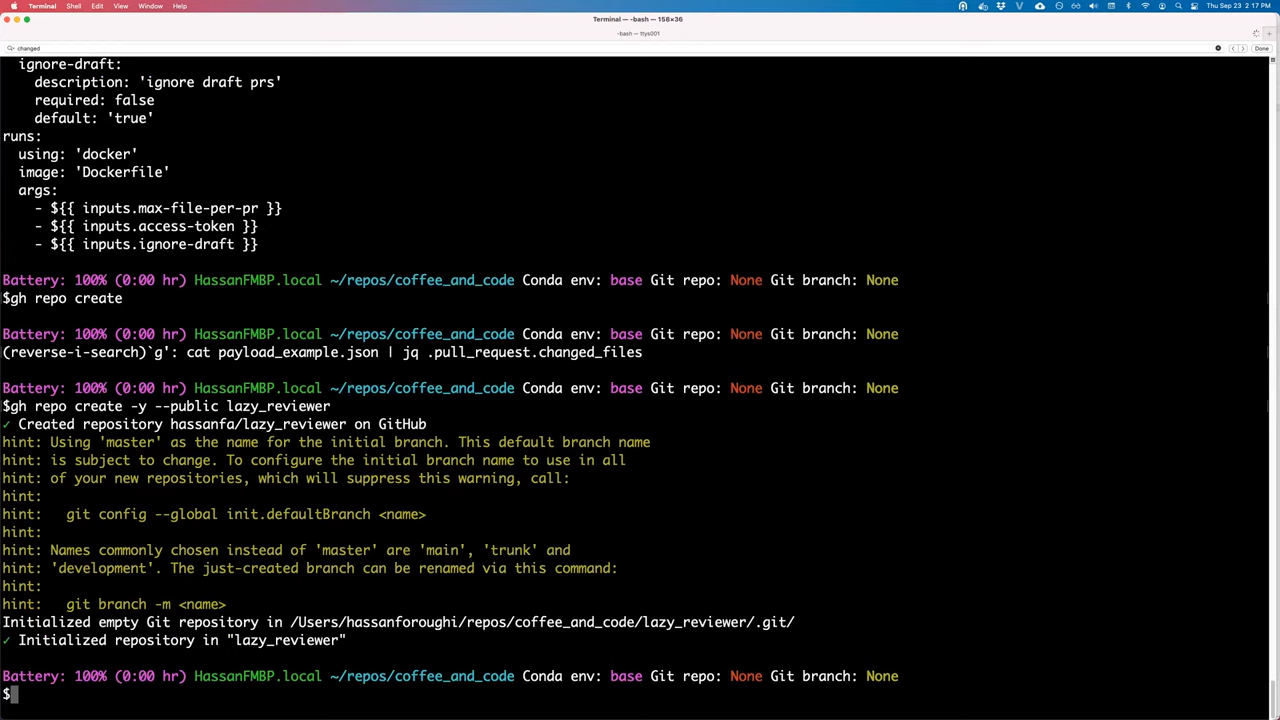 Terminal Shell Edit View Window Help Thu Sep 23 2:17 PM
Terminal — -bash — 158×36
-bash — ttys001
changed Done
ignore-draft:
description: 'ignore draft prs'
required: false
default: 'true'
runs:
using: 'docker'
image: 'Dockerfile'
args:
- ${{ inputs.max-file-per-pr }}
- ${{ inputs.access-token }}
- ${{ inputs.ignore-draft }}
Battery: 100% (0:00 hr) HassanFMBP.local ~/repos/coffee_and_code Conda env: base Git repo: None Git branch: None
$gh repo create
Battery: 100% (0:00 hr) HassanFMBP.local ~/repos/coffee_and_code Conda env: base Git repo: None Git branch: None
(reverse-i-search)`g': cat payload_example.json | jq .pull_request.changed_files
Battery: 100% (0:00 hr) HassanFMBP.local ~/repos/coffee_and_code Conda env: base Git repo: None Git branch: None
$gh repo create -y --public lazy_reviewer
✓ Created repository hassanfa/lazy_reviewer on GitHub
hint: Using 'master' as the name for the initial branch. This default branch name
hint: is subject to change. To configure the initial branch name to use in all
hint: of your new repositories, which will suppress this warning, call:
hint:
hint: git config --global init.defaultBranch <name>
hint:
hint: Names commonly chosen instead of 'master' are 'main', 'trunk' and
hint: 'development'. The just-created branch can be renamed via this command:
hint:
hint: git branch -m <name>
Initialized empty Git repository in /Users/hassanforoughi/repos/coffee_and_code/lazy_reviewer/.git/
✓ Initialized repository in "lazy_reviewer"
Battery: 100% (0:00 hr) HassanFMBP.local ~/repos/coffee_and_code Conda env: base Git repo: None Git branch: None
$